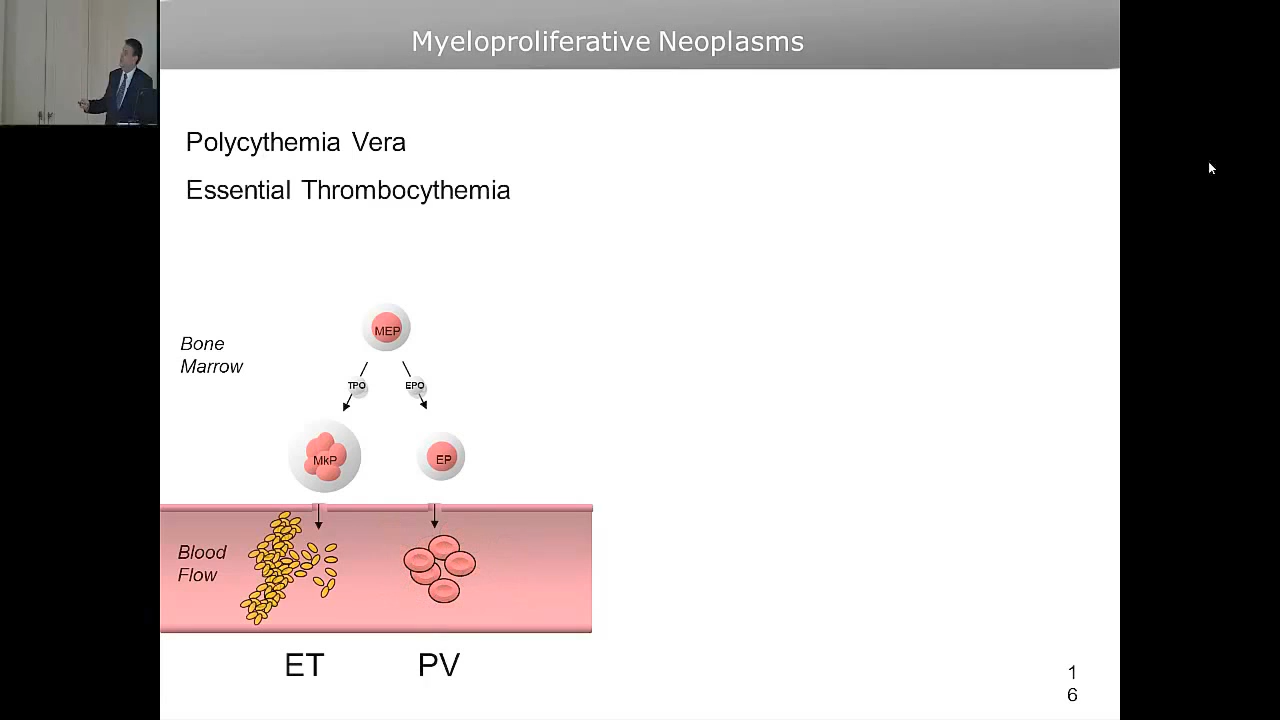 Myeloproliferative Neoplasms
Polycythemia Vera
Essential Thrombocythemia
MEP
Bone
Marrow
TPO
EPO
MkP
EP
Blood
Flow
ET
PV
1
6